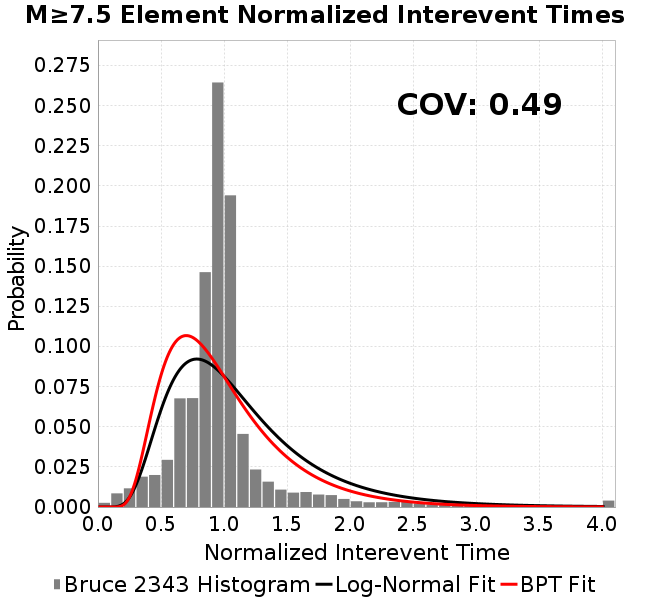 M≥7.5 Element Normalized Interevent Times
COV: 0.49
Probability
0.275
0.250
0.225
0.200
0.175
0.150
0.125
0.100
0.075
0.050
0.025
0.000
0.0 0.5 1.0 1.5 2.0 2.5 3.0 3.5 4.0
Normalized Interevent Time
Bruce 2343 Histogram Log-Normal Fit BPT Fit